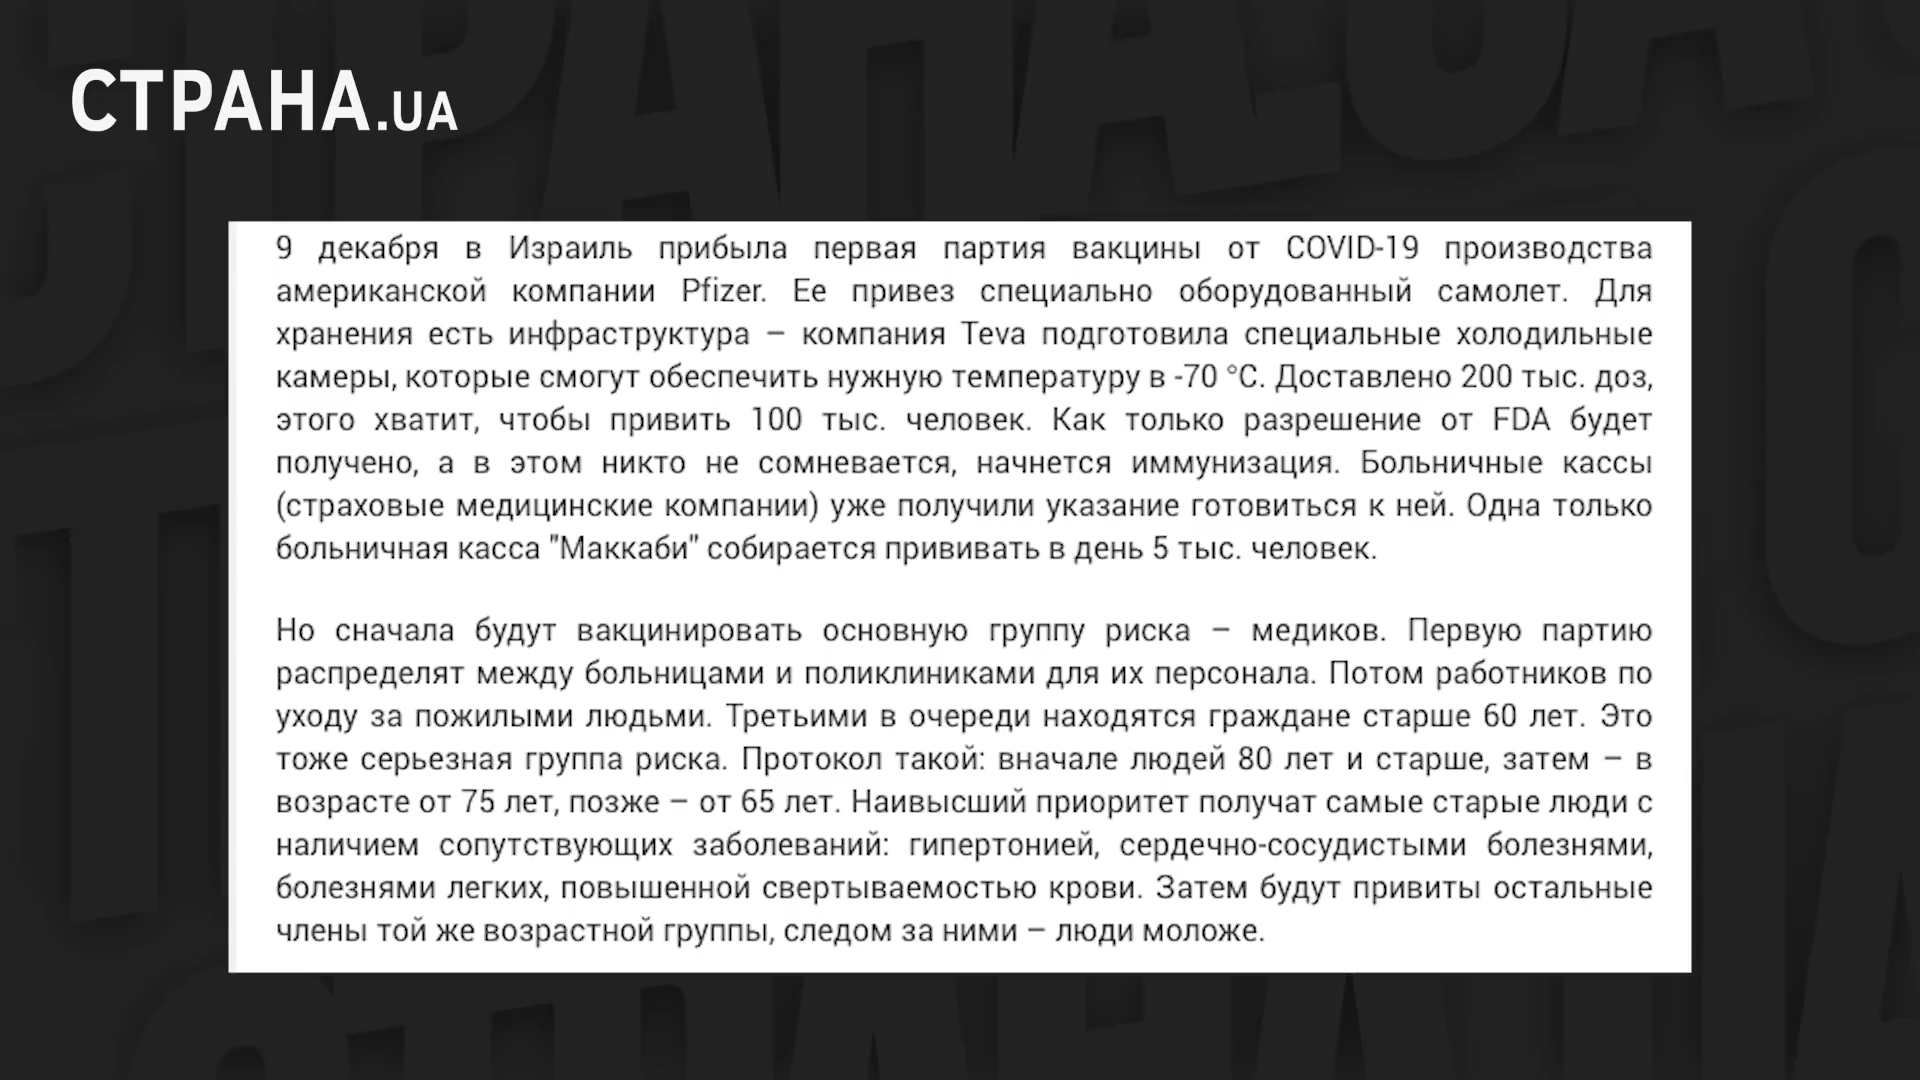 СТРАНА.UA
9 декабря в Израиль прибыла первая партия вакцины от COVID-19 производства
американской компании Pfizer. Ее привез специально оборудованный самолет. Для
хранения есть инфраструктура – компания Teva подготовила специальные холодильные
камеры, которые смогут обеспечить нужную температуру в -70 °C. Доставлено 200 тыс. доз,
этого хватит, чтобы привить 100 тыс. человек. Как только разрешение от FDA будет
получено, а в этом никто не сомневается, начнется иммунизация. Больничные кассы
(страховые медицинские компании) уже получили указание готовиться к ней. Одна только
больничная касса "Маккаби" собирается прививать в день 5 тыс. человек.
Но сначала будут вакцинировать основную группу риска – медиков. Первую партию
распределят между больницами и поликлиниками для их персонала. Потом работников по
уходу за пожилыми людьми. Третьими в очереди находятся граждане старше 60 лет. Это
тоже серьезная группа риска. Протокол такой: вначале людей 80 лет и старше, затем – в
возрасте от 75 лет, позже – от 65 лет. Наивысший приоритет получат самые старые люди с
наличием сопутствующих заболеваний: гипертонией, сердечно-сосудистыми болезнями,
болезнями легких, повышенной свертываемостью крови. Затем будут привиты остальные
члены той же возрастной группы, следом за ними – люди моложе.